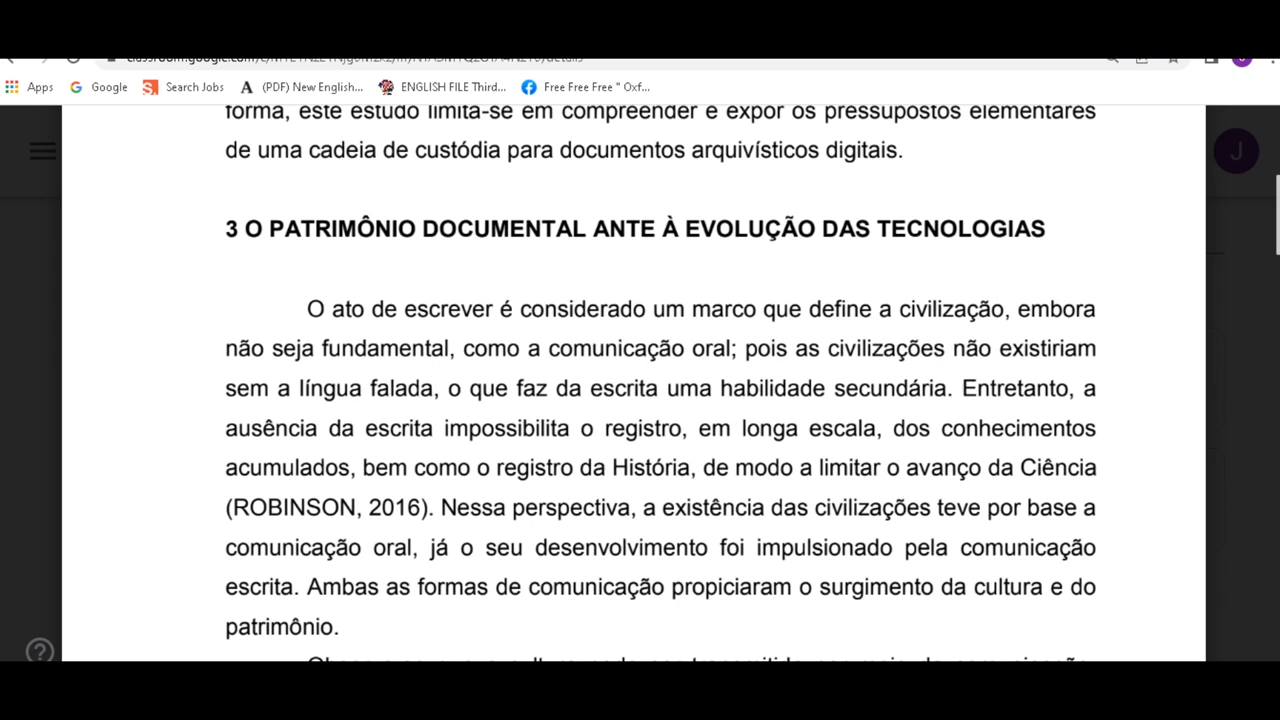 Apps
Google
Search Jobs
(PDF) New English...
ENGLISH FILE Third...
Free Free Free " Oxf...
forma, este estudo limita-se em compreender e expor os pressupostos elementares
de uma cadeia de custódia para documentos arquivísticos digitais.
J
3 O PATRIMÔNIO DOCUMENTAL ANTE À EVOLUÇÃO DAS TECNOLOGIAS
O ato de escrever é considerado um marco que define a civilização, embora
não seja fundamental, como a comunicação oral; pois as civilizações não existiriam
sem a língua falada, o que faz da escrita uma habilidade secundária. Entretanto, a
ausência da escrita impossibilita o registro, em longa escala, dos conhecimentos
acumulados, bem como o registro da História, de modo a limitar o avanço da Ciência
(ROBINSON, 2016). Nessa perspectiva, a existência das civilizações teve por base a
comunicação oral, já o seu desenvolvimento foi impulsionado pela comunicação
escrita. Ambas as formas de comunicação propiciaram o surgimento da cultura e do
patrimônio.